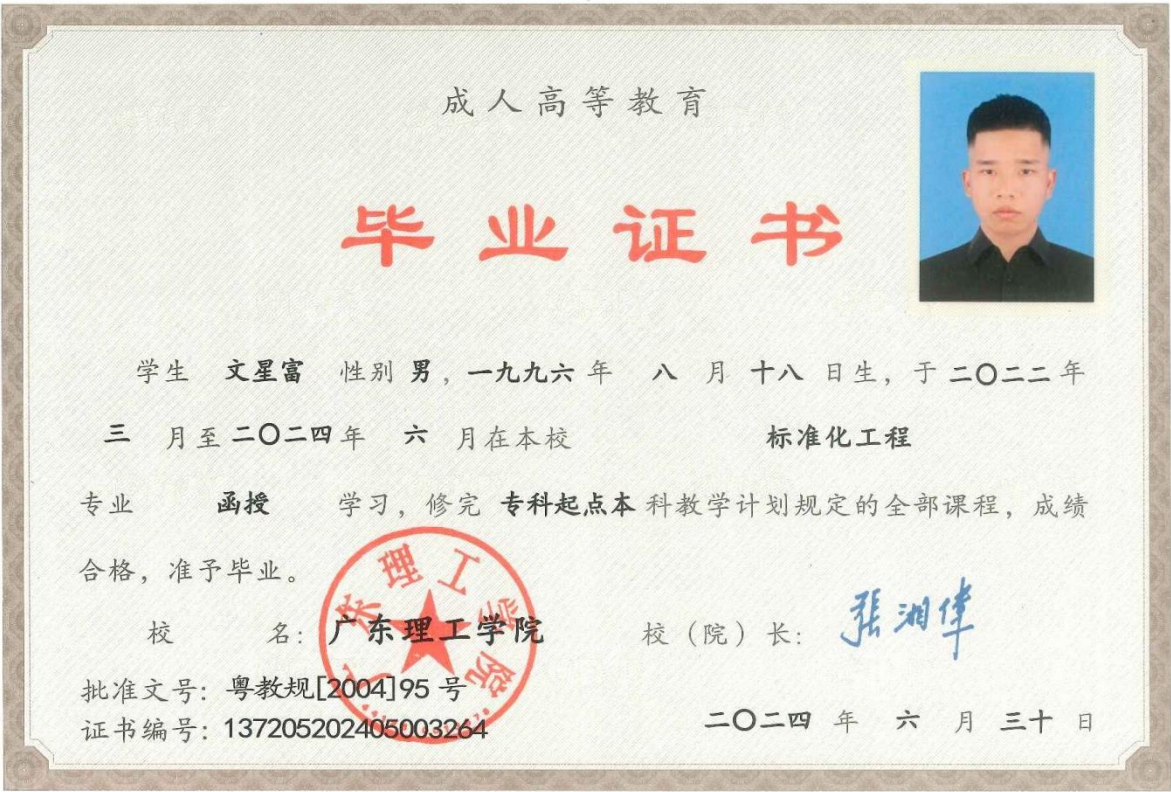 成人高等教育
毕业证书
学生 文星富 性别 男，一九九六 年 八 月 十八 日生，于 二〇二二 年
三 月至 二〇二四 年 六 月在本校 标准化工程
专业 函授 学习，修完 专科起点本 科教学计划规定的全部课程，成绩
合格，准予毕业。
校 名：广东理工学院 校（院）长：張湘偉
广东理工学院
批准文号：粤教规[2004]95 号
证书编号：137205202405003264
二〇二四 年 六 月 三十 日